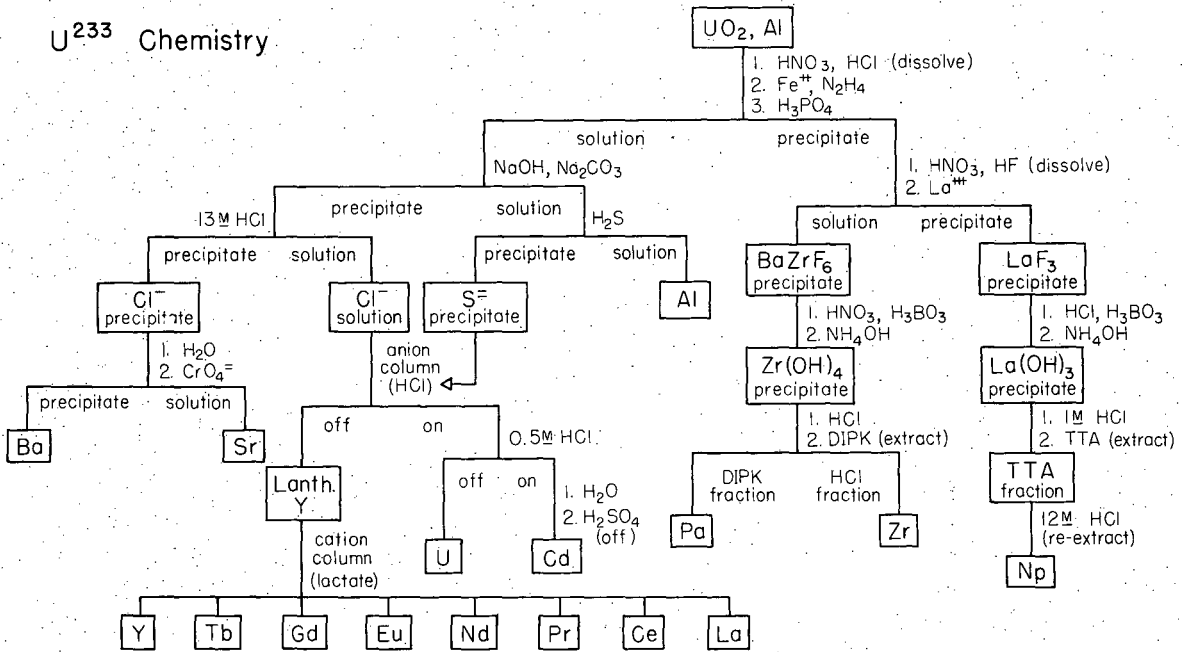 U²³³ Chemistry
UO₂, Al
1. HNO₃, HCl (dissolve)
2. Fe⁺⁺, N₂H₄
3. H₃PO₄
solution precipitate
NaOH, Na₂CO₃
1. HNO₃, HF (dissolve)
2. La⁺⁺⁺
precipitate solution
13M̲ HCl
H₂S
solution precipitate
precipitate solution
precipitate solution
BaZrF₆
precipitate
LaF₃
precipitate
Cl⁻
precipitate
Cl⁻
solution
S⁼
precipitate
Al
1. HNO₃, H₃BO₃
2. NH₄OH
1. HCl, H₃BO₃
2. NH₄OH
1. H₂O
2. CrO₄⁼
anion
column
(HCl)
Zr(OH)₄
precipitate
La(OH)₃
precipitate
precipitate solution
Ba
Sr
off on
0.5M̲ HCl
1. HCl
2. DIPK (extract)
1. 1M̲ HCl
2. TTA (extract)
Lanth.
Y
off on
1. H₂O
2. H₂SO₄
(off)
DIPK
fraction
HCl
fraction
TTA
fraction
U
Cd
Pa
Zr
12M̲ HCl
(re-extract)
Np
cation
column
(lactate)
Y
Tb
Gd
Eu
Nd
Pr
Ce
La